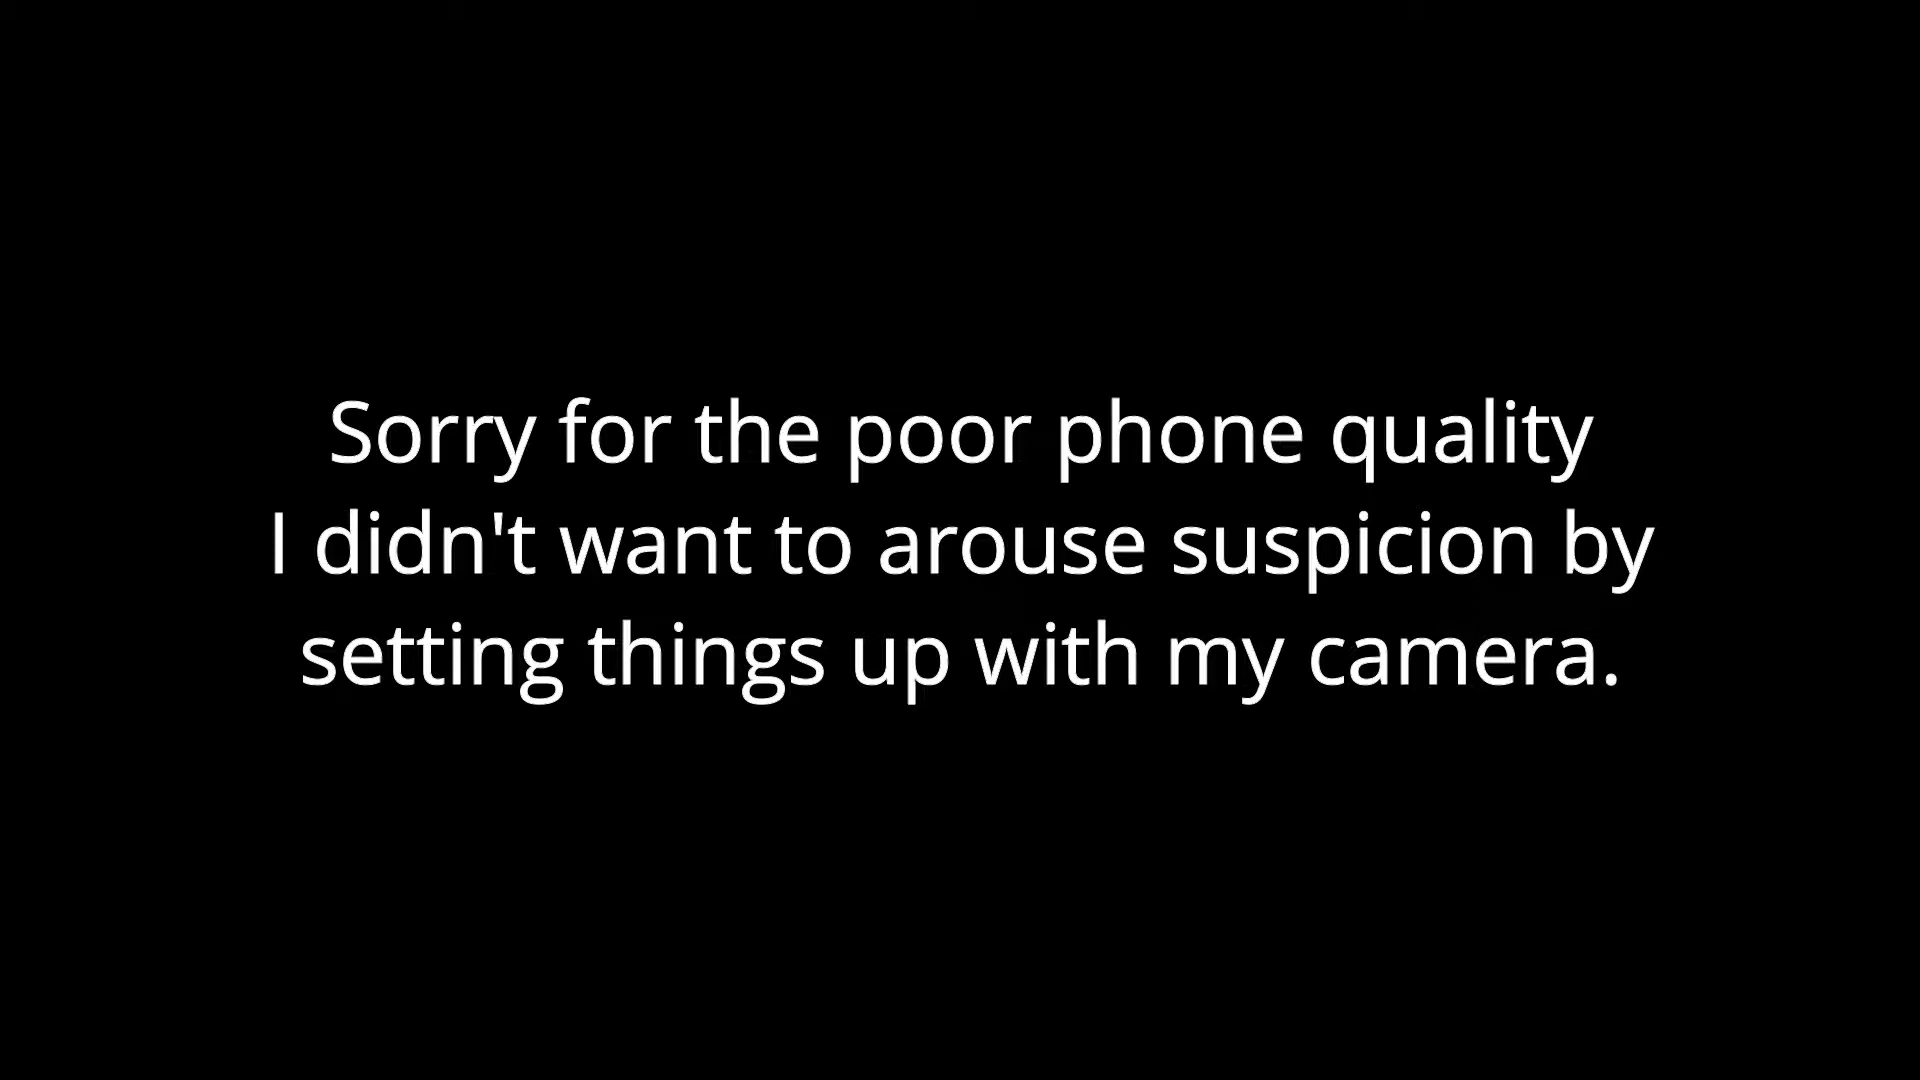 Sorry for the poor phone quality
I didn't want to arouse suspicion by
setting things up with my camera.